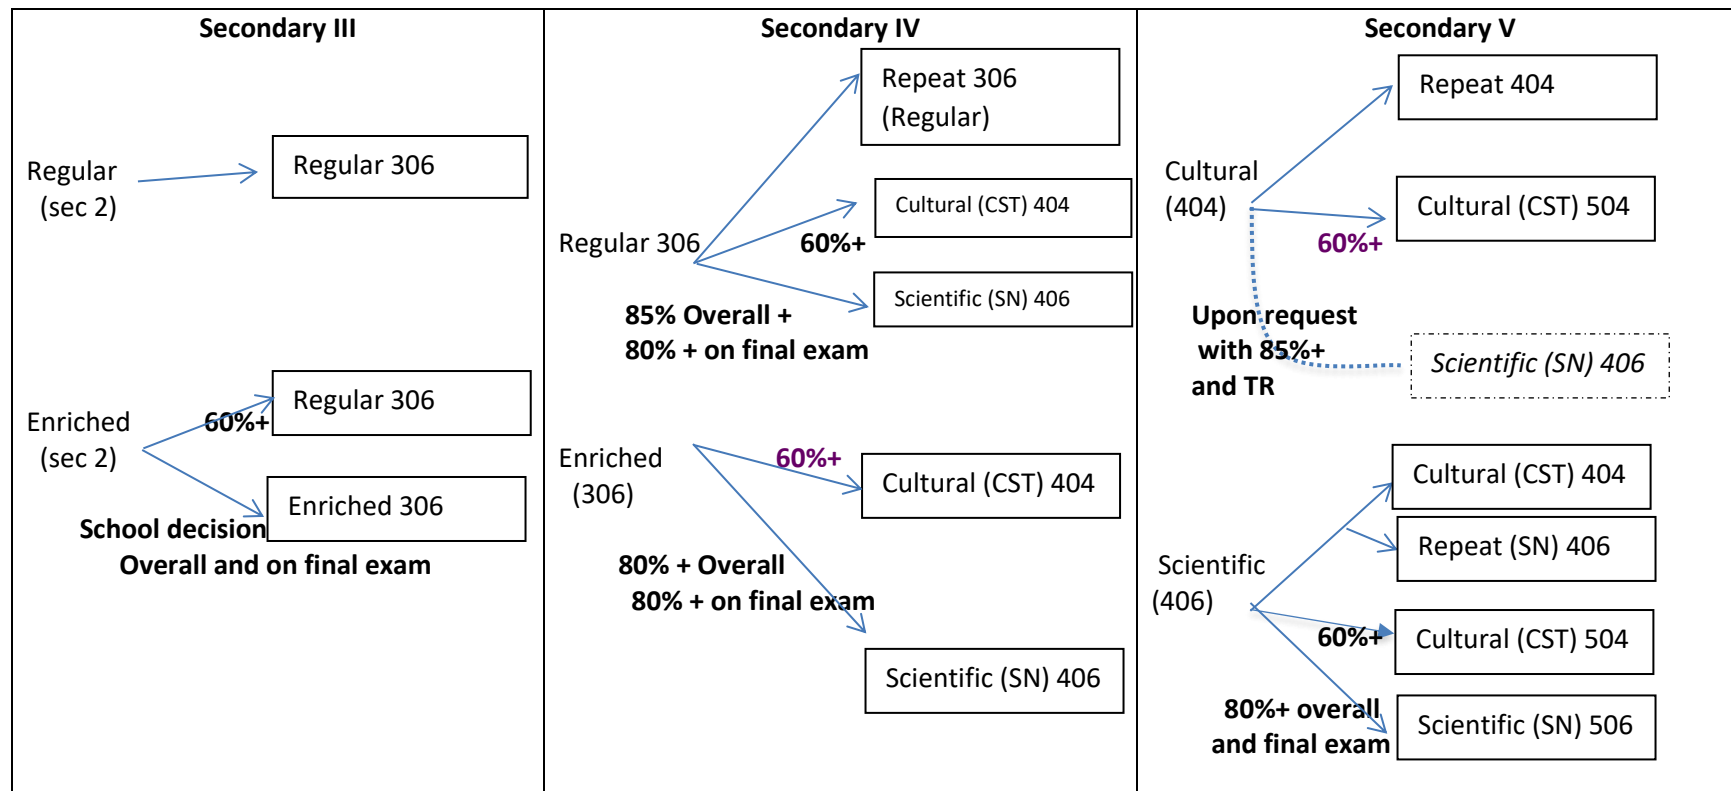 Secondary III
Regular
(sec 2)
Regular 306
Enriched
(sec 2)
60%+
Regular 306
Enriched 306
School decision
Overall and on final exam
Secondary IV
Regular 306
Repeat 306
(Regular)
Cultural (CST) 404
60%+
Scientific (SN) 406
85% Overall +
80% + on final exam
Enriched
(306)
60%+
Cultural (CST) 404
80% + Overall
80% + on final exam
Scientific (SN) 406
Secondary V
Repeat 404
Cultural
(404)
Cultural (CST) 504
60%+
Upon request
with 85%+
and TR
Scientific (SN) 406
Cultural (CST) 404
Repeat (SN) 406
Scientific
(406)
60%+
Cultural (CST) 504
80%+ overall
and final exam
Scientific (SN) 506